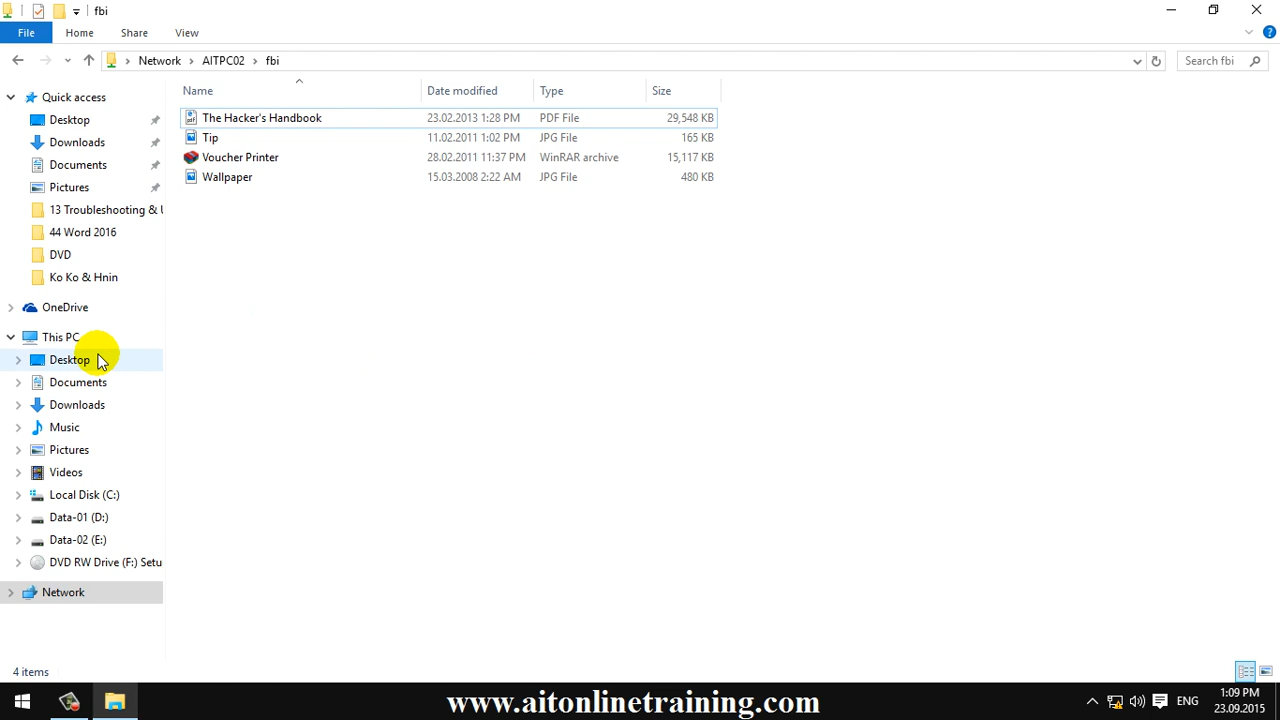 fbi
File Home Share View
Network AITPC02 fbi Search fbi
Name Date modified Type Size
The Hacker's Handbook 23.02.2013 1:28 PM PDF File 29,548 KB
Tip 11.02.2011 1:02 PM JPG File 165 KB
Voucher Printer 28.02.2011 11:37 PM WinRAR archive 15,117 KB
Wallpaper 15.03.2008 2:22 AM JPG File 480 KB
Quick access
Desktop
Downloads
Documents
Pictures
13 Troubleshooting & U
44 Word 2016
DVD
Ko Ko & Hnin
OneDrive
This PC
Desktop
Documents
Downloads
Music
Pictures
Videos
Local Disk (C:)
Data-01 (D:)
Data-02 (E:)
DVD RW Drive (F:) Setu
Network
4 items
www.aitonlinetraining.com
ENG
1:09 PM
23.09.2015